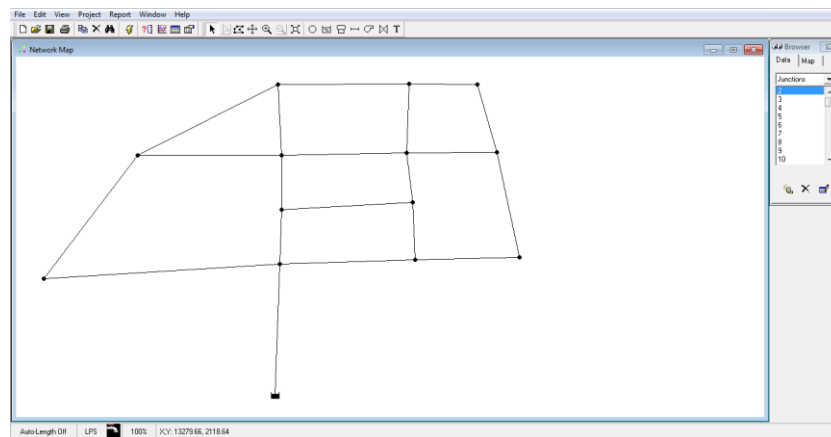 File Edit View Project Report Window Help
T
Network Map
Browser
Data Map
Junctions
2
3
4
5
6
7
8
9
10
Auto-Length Off LPS 100% X,Y: 13279.66, 2118.64